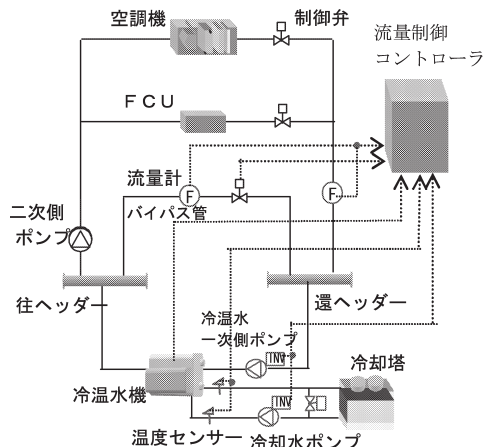 空調機
制御弁
流量制御
コントローラ
ＦＣＵ
流量計
F
バイパス管
F
二次側
ポンプ
往ヘッダー
還ヘッダー
冷温水
一次側ポンプ
INV
冷却塔
冷温水機
INV
温度センサー
冷却水ポンプ